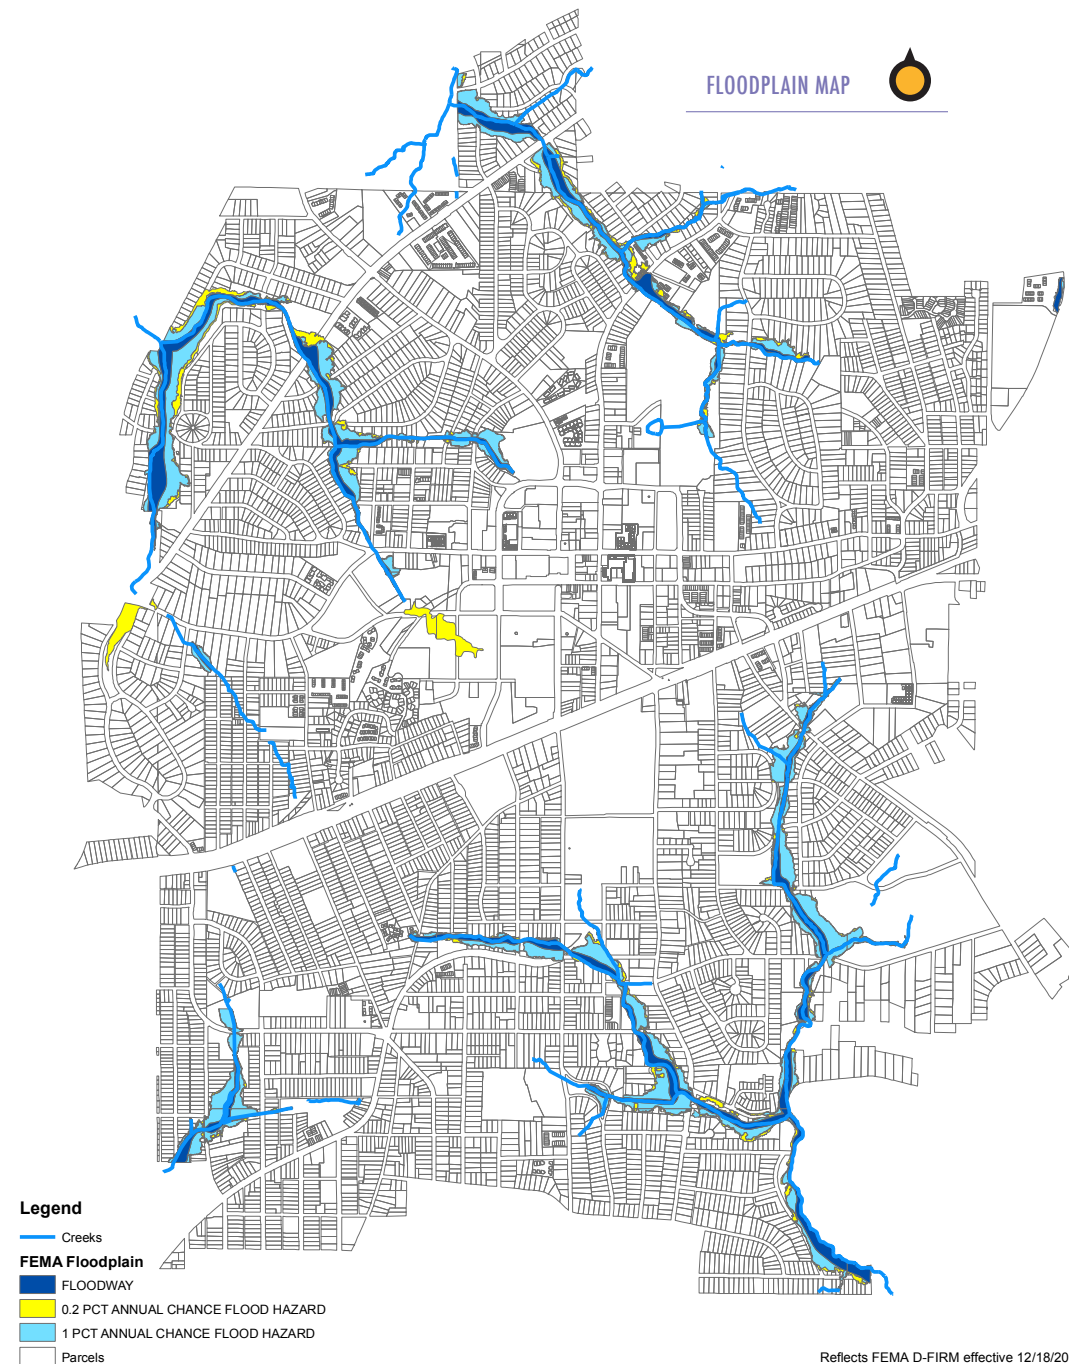 FLOODPLAIN MAP
Legend
Creeks
FEMA Floodplain
FLOODWAY
0.2 PCT ANNUAL CHANCE FLOOD HAZARD
1 PCT ANNUAL CHANCE FLOOD HAZARD
Parcels
Reflects FEMA D-FIRM effective 12/18/20